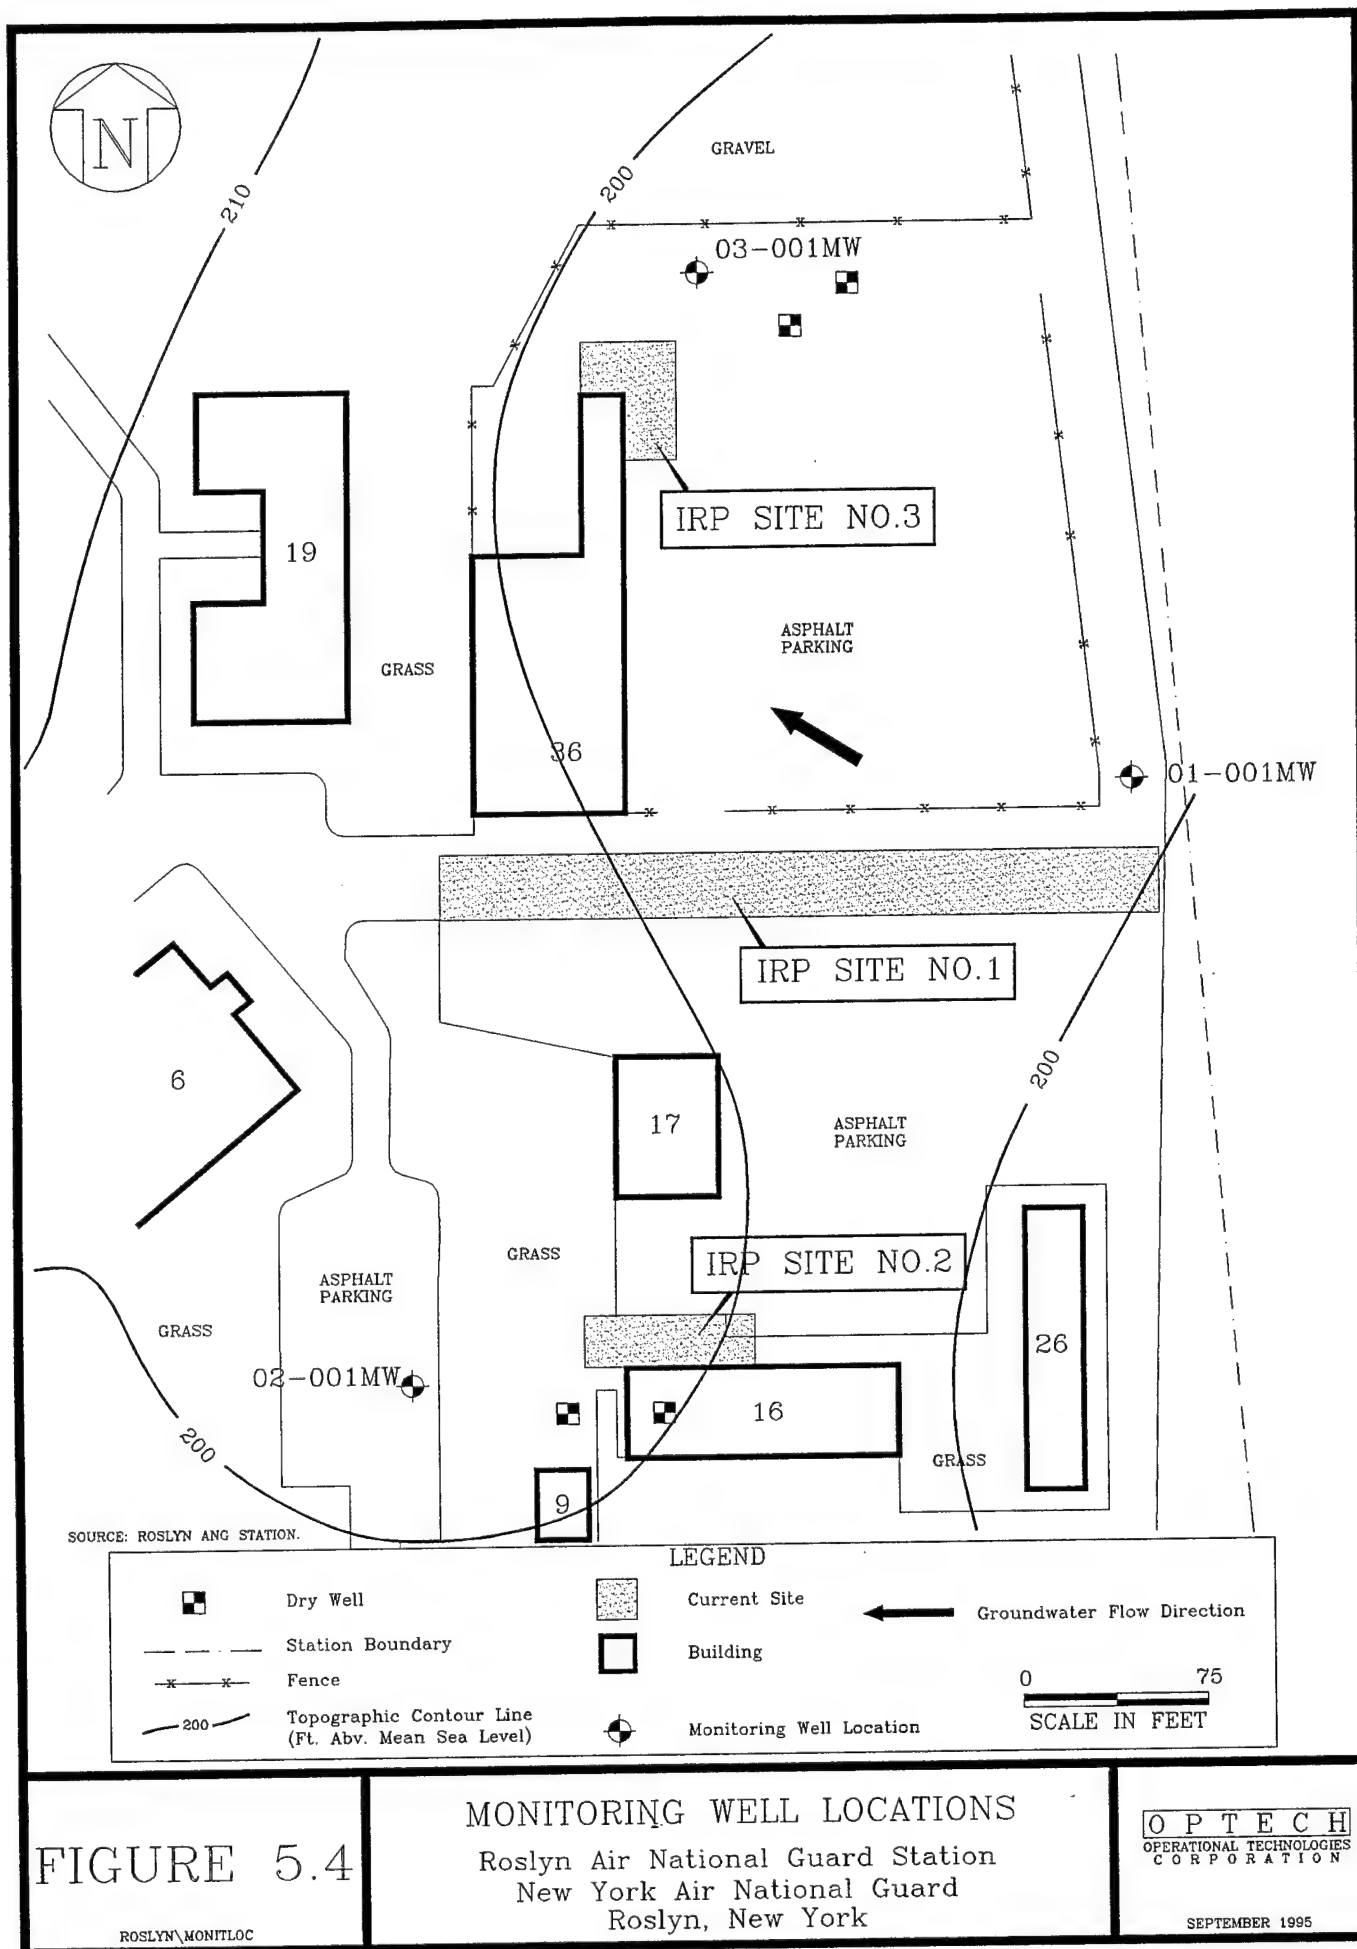 N
210
200
GRAVEL
03-001MW
IRP SITE NO.3
19
GRASS
ASPHALT
PARKING
36
01-001MW
IRP SITE NO.1
6
17
200
ASPHALT
PARKING
GRASS
IRP SITE NO.2
ASPHALT
PARKING
GRASS
26
02-001MW
16
200
GRASS
9
SOURCE: ROSLYN ANG STATION.
LEGEND
Dry Well
Current Site
Groundwater Flow Direction
Station Boundary
Building
Fence
0 75
SCALE IN FEET
200
Topographic Contour Line
(Ft. Abv. Mean Sea Level)
Monitoring Well Location
FIGURE 5.4
ROSLYN\MONITLOC
MONITORING WELL LOCATIONS
Roslyn Air National Guard Station
New York Air National Guard
Roslyn, New York
OPTECH
OPERATIONAL TECHNOLOGIES
CORPORATION
SEPTEMBER 1995